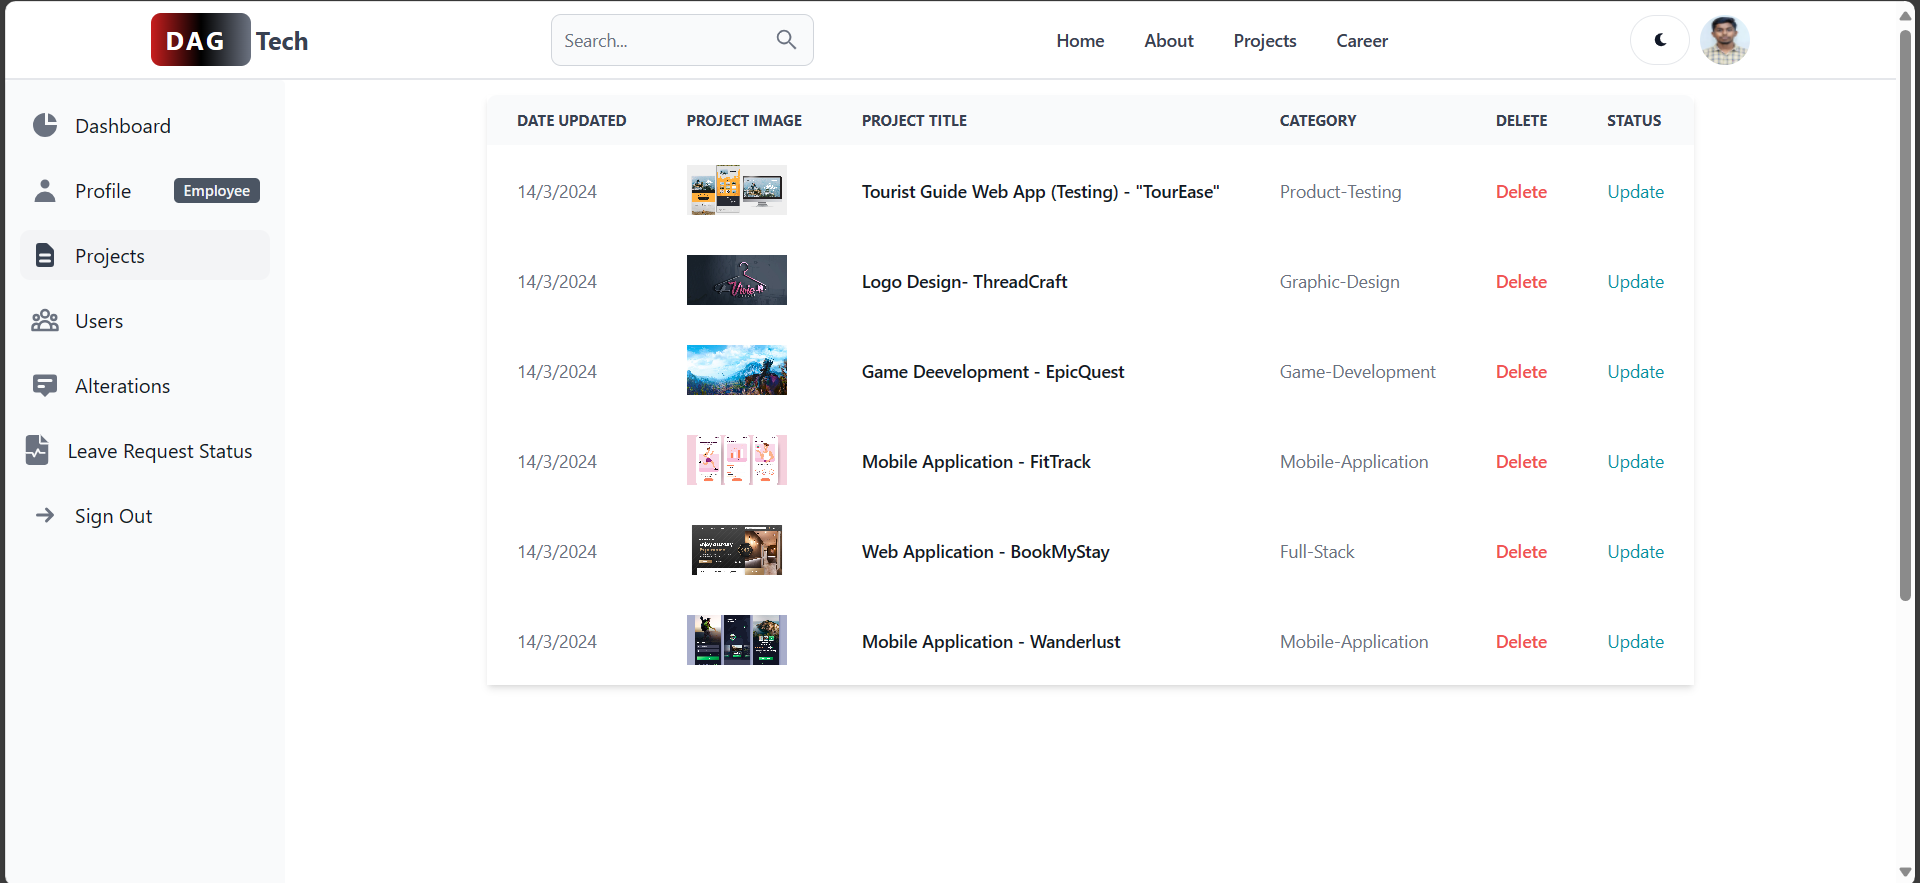 DAG Tech
Search...
Home About Projects Career
Dashboard
Profile Employee
Projects
Users
Alterations
Leave Request Status
Sign Out
DATE UPDATED PROJECT IMAGE PROJECT TITLE CATEGORY DELETE STATUS
14/3/2024 Tourist Guide Web App (Testing) - "TourEase" Product-Testing Delete Update
14/3/2024 Logo Design- ThreadCraft Graphic-Design Delete Update
14/3/2024 Game Deevelopment - EpicQuest Game-Development Delete Update
14/3/2024 Mobile Application - FitTrack Mobile-Application Delete Update
14/3/2024 Web Application - BookMyStay Full-Stack Delete Update
14/3/2024 Mobile Application - Wanderlust Mobile-Application Delete Update